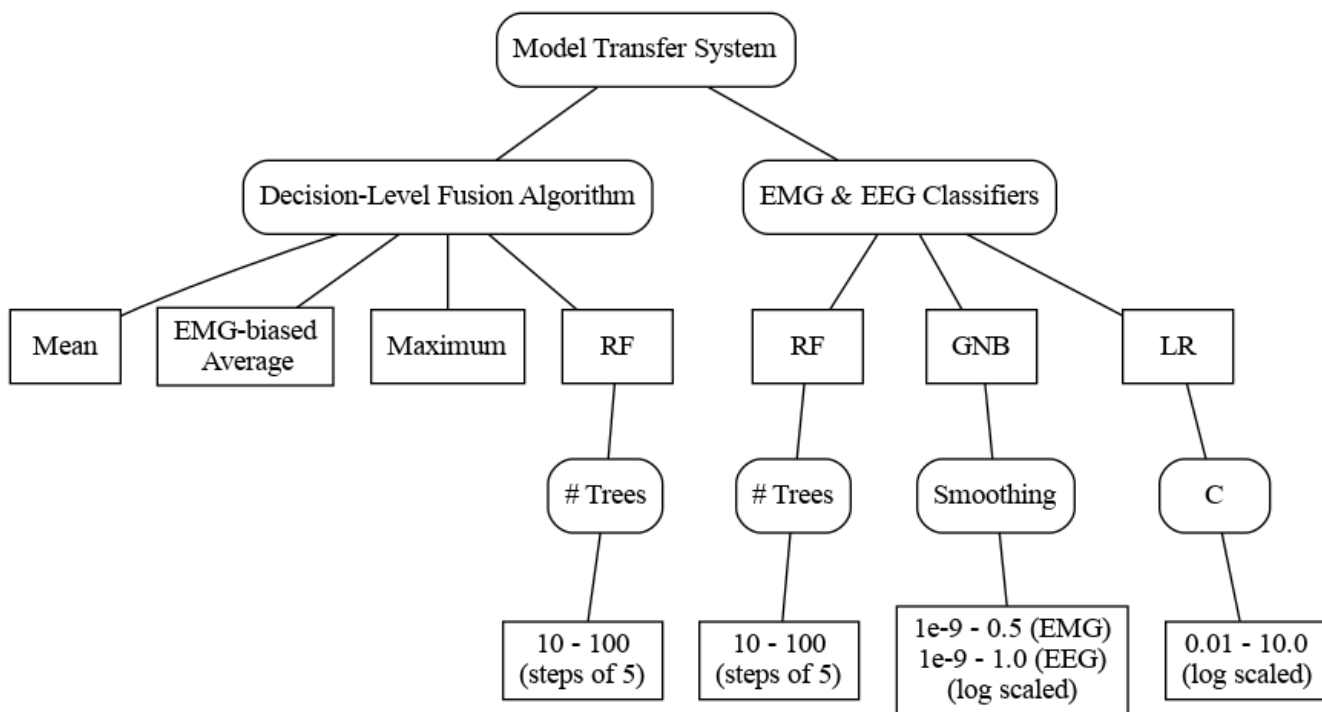 Model Transfer System
Decision-Level Fusion Algorithm
EMG & EEG Classifiers
Mean
EMG-biased
Average
Maximum
RF
RF
GNB
LR
# Trees
# Trees
Smoothing
C
10 - 100
(steps of 5)
10 - 100
(steps of 5)
1e-9 - 0.5 (EMG)
1e-9 - 1.0 (EEG)
(log scaled)
0.01 - 10.0
(log scaled)